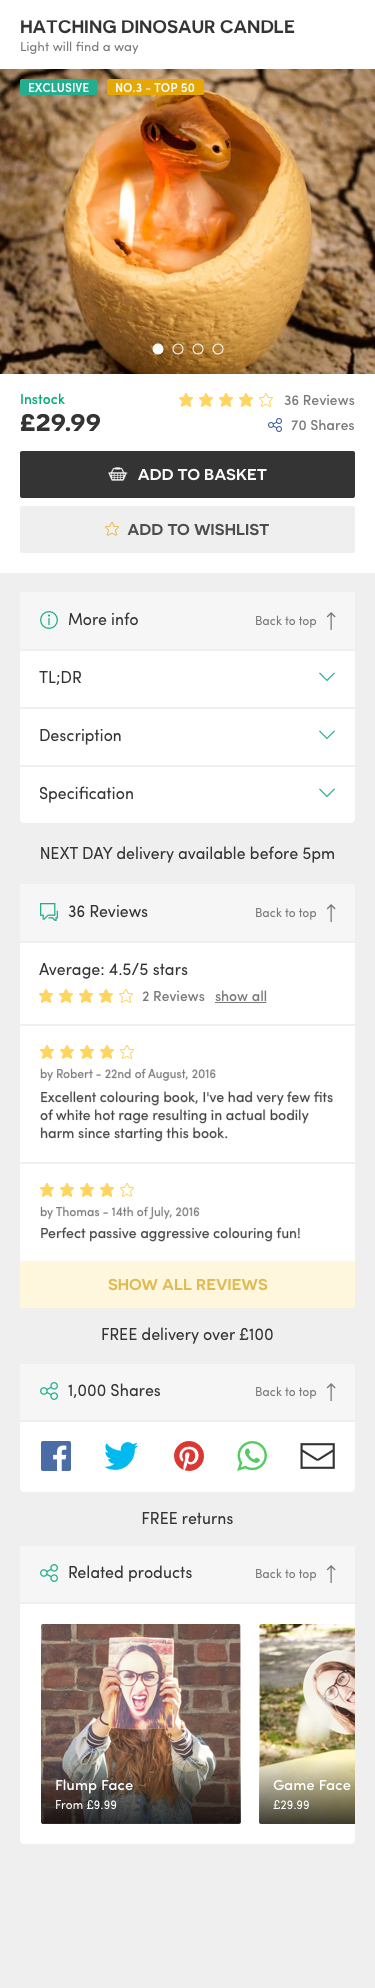 HATCHING DINOSAUR CANDLE
Light will find a way
EXCLUSIVE NO.3 - TOP 50
Instock
36 Reviews
£29.99
70 Shares
ADD TO BASKET
ADD TO WISHLIST
More info Back to top
TL;DR
Description
Specification
NEXT DAY delivery available before 5pm
36 Reviews Back to top
Average: 4.5/5 stars
2 Reviews show all
by Robert - 22nd of August, 2016
Excellent colouring book, I've had very few fits
of white hot rage resulting in actual bodily
harm since starting this book.
by Thomas - 14th of July, 2016
Perfect passive aggressive colouring fun!
SHOW ALL REVIEWS
FREE delivery over £100
1,000 Shares Back to top
FREE returns
Related products Back to top
Flump Face Game Face
From £9.99 £29.99